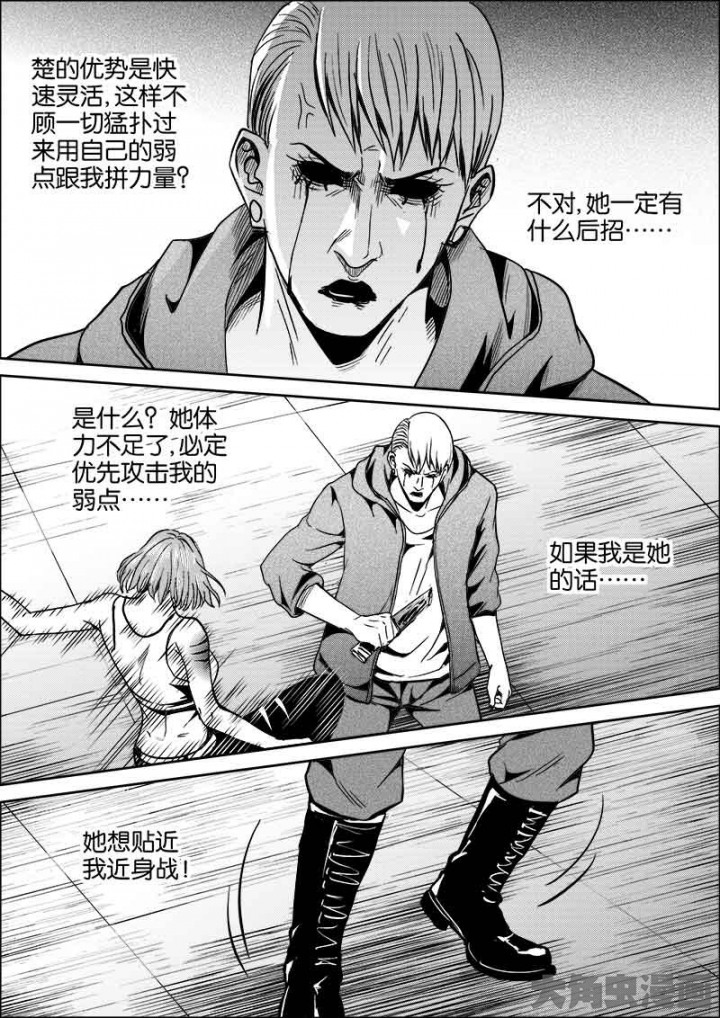 楚的优势是快
速灵活,这样不
顾一切猛扑过
来用自己的弱
点跟我拼力量?
不对,她一定有
什么后招……
是什么?她体
力不足了,必定
优先攻击我的
弱点……
如果我是她
的话……
她想贴近
我近身战!
大角虫漫画